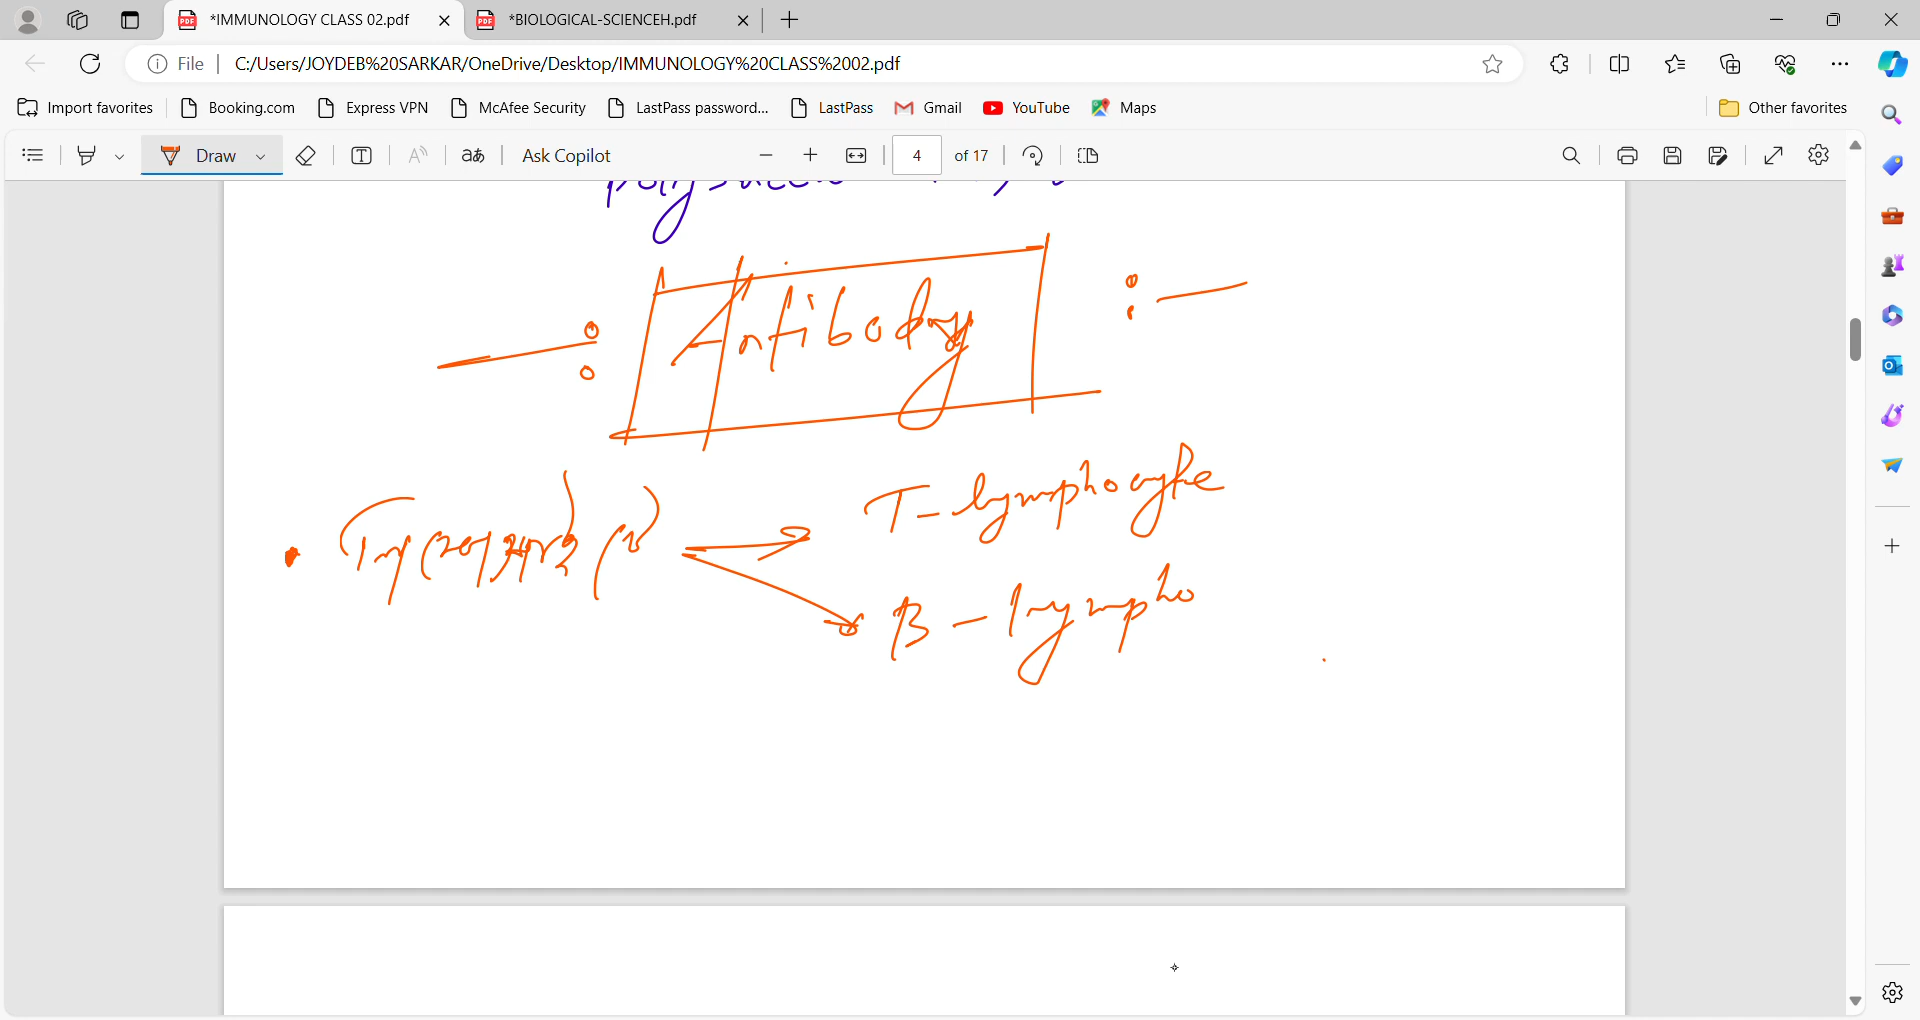 *IMMUNOLOGY CLASS 02.pdf
*BIOLOGICAL-SCIENCEH.pdf
File
C:/Users/JOYDEB%20SARKAR/OneDrive/Desktop/IMMUNOLOGY%20CLASS%2002.pdf
Import favorites
Booking.com
Express VPN
McAfee Security
LastPass password...
LastPass
Gmail
YouTube
Maps
Other favorites
Draw
aあ
Ask Copilot
4 of 17
—: Antibody :—
T-lymphocyte
B-lympho